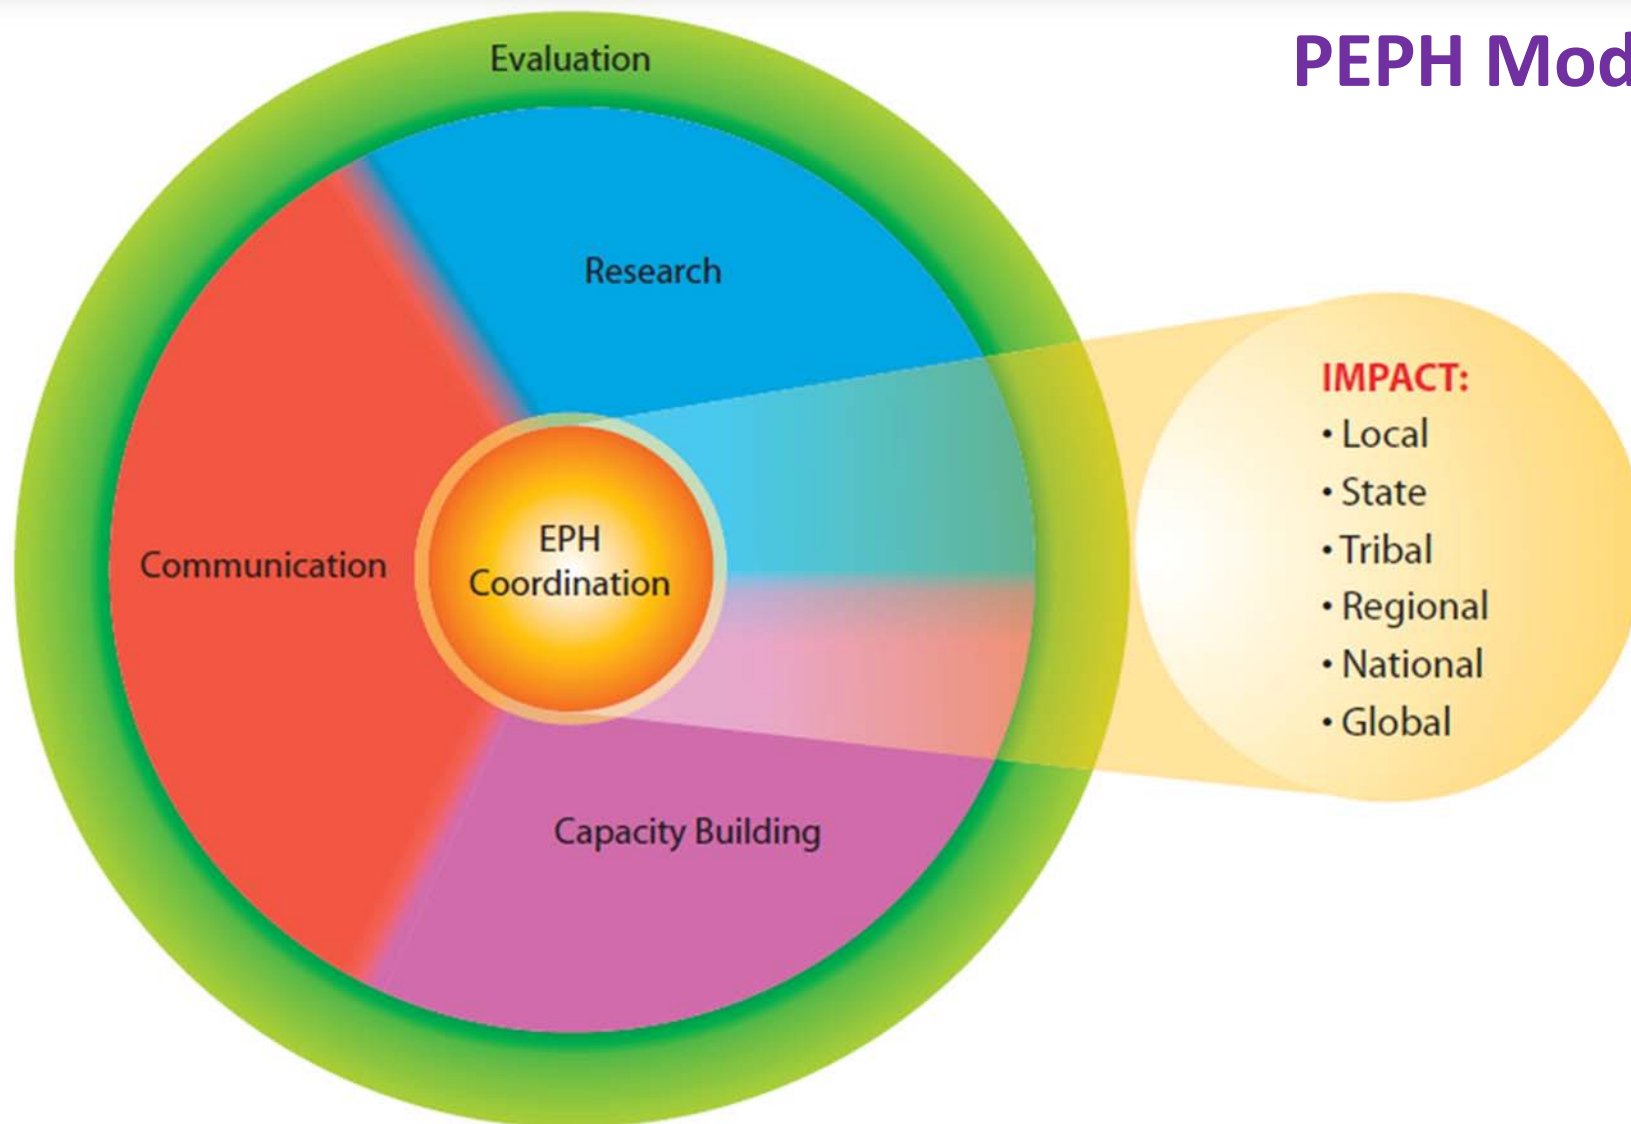 PEPH Mod
Evaluation
Research
Communication
EPH
Coordination
Capacity Building
IMPACT:
• Local
• State
• Tribal
• Regional
• National
• Global